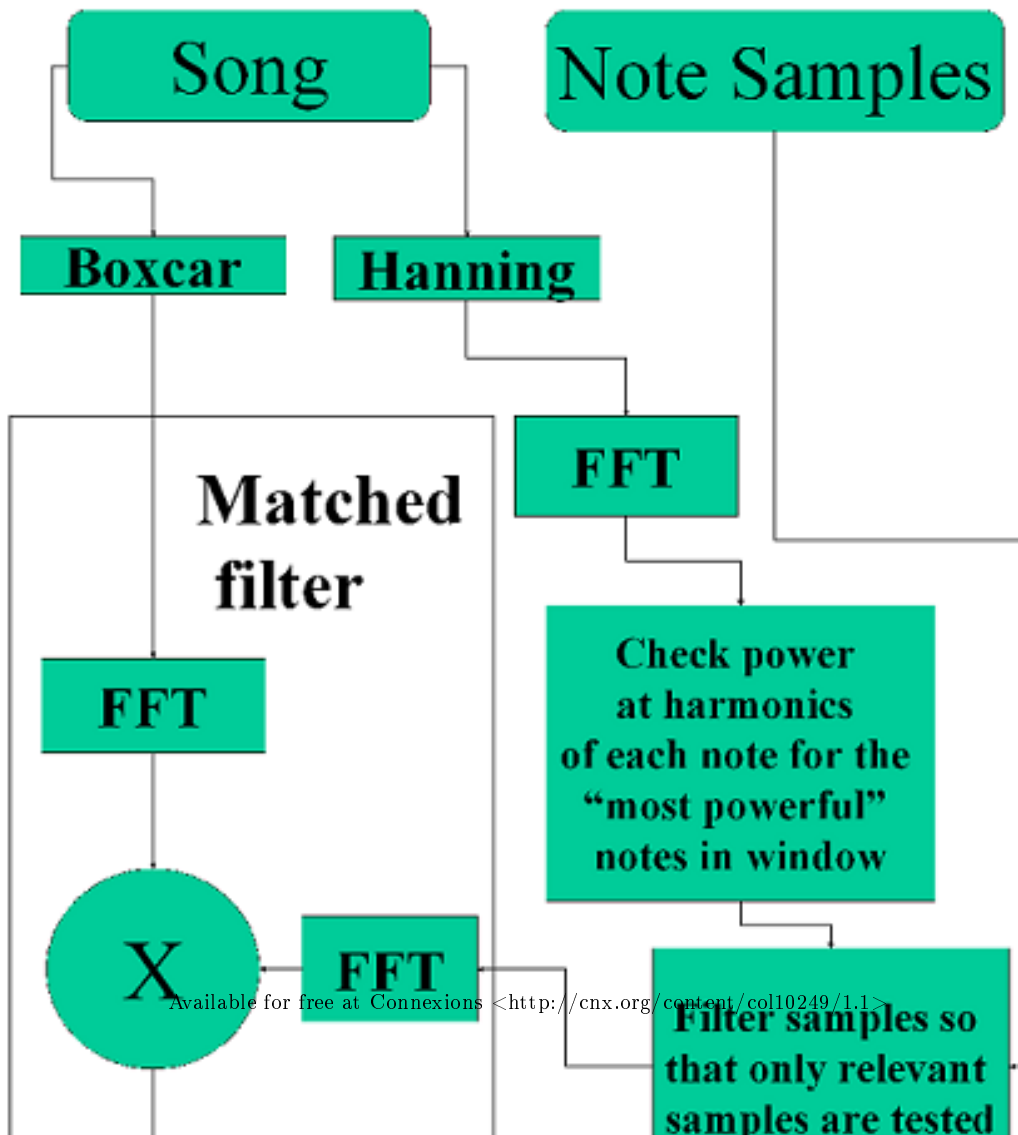 Song
Note Samples
Boxcar
Hanning
FFT
Matched
filter
FFT
Check power
at harmonics
of each note for the
“most powerful”
notes in window
X
FFT
Available for free at Connexions <http://cnx.org/content/col10249/1.1>
Filter samples so
that only relevant
samples are tested